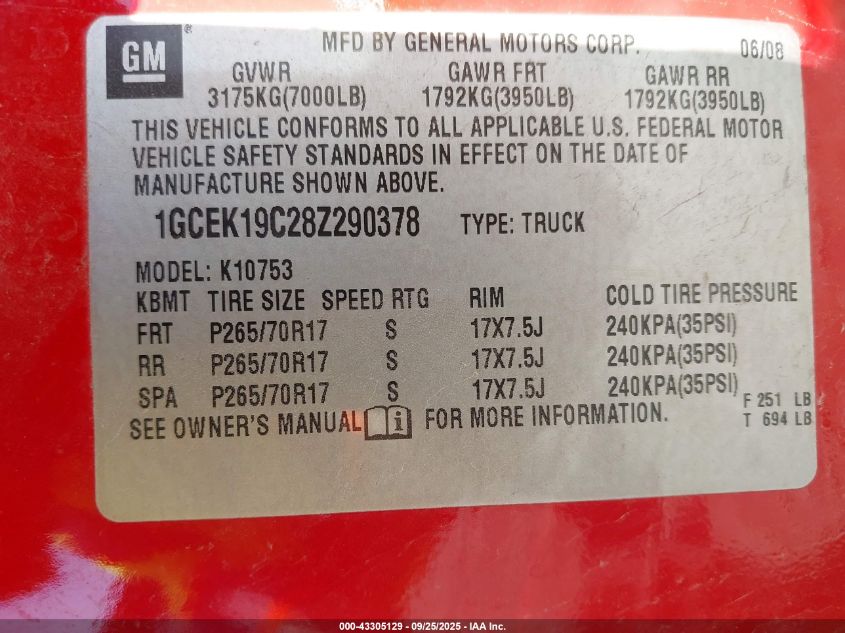 GM®
MFD BY GENERAL MOTORS CORP. 06/08
GVWR GAWR FRT GAWR RR
3175KG(7000LB) 1792KG(3950LB) 1792KG(3950LB)
THIS VEHICLE CONFORMS TO ALL APPLICABLE U.S. FEDERAL MOTOR
VEHICLE SAFETY STANDARDS IN EFFECT ON THE DATE OF
MANUFACTURE SHOWN ABOVE.
1GCEK19C28Z290378 TYPE: TRUCK
MODEL: K10753
KBMT TIRE SIZE SPEED RTG RIM COLD TIRE PRESSURE
FRT P265/70R17 S 17X7.5J 240KPA(35PSI)
RR P265/70R17 S 17X7.5J 240KPA(35PSI)
SPA P265/70R17 S 17X7.5J 240KPA(35PSI)
F 251 LB
SEE OWNER'S MANUAL i FOR MORE INFORMATION. T 694 LB
000-43305129 - 09/25/2025 - IAA Inc.